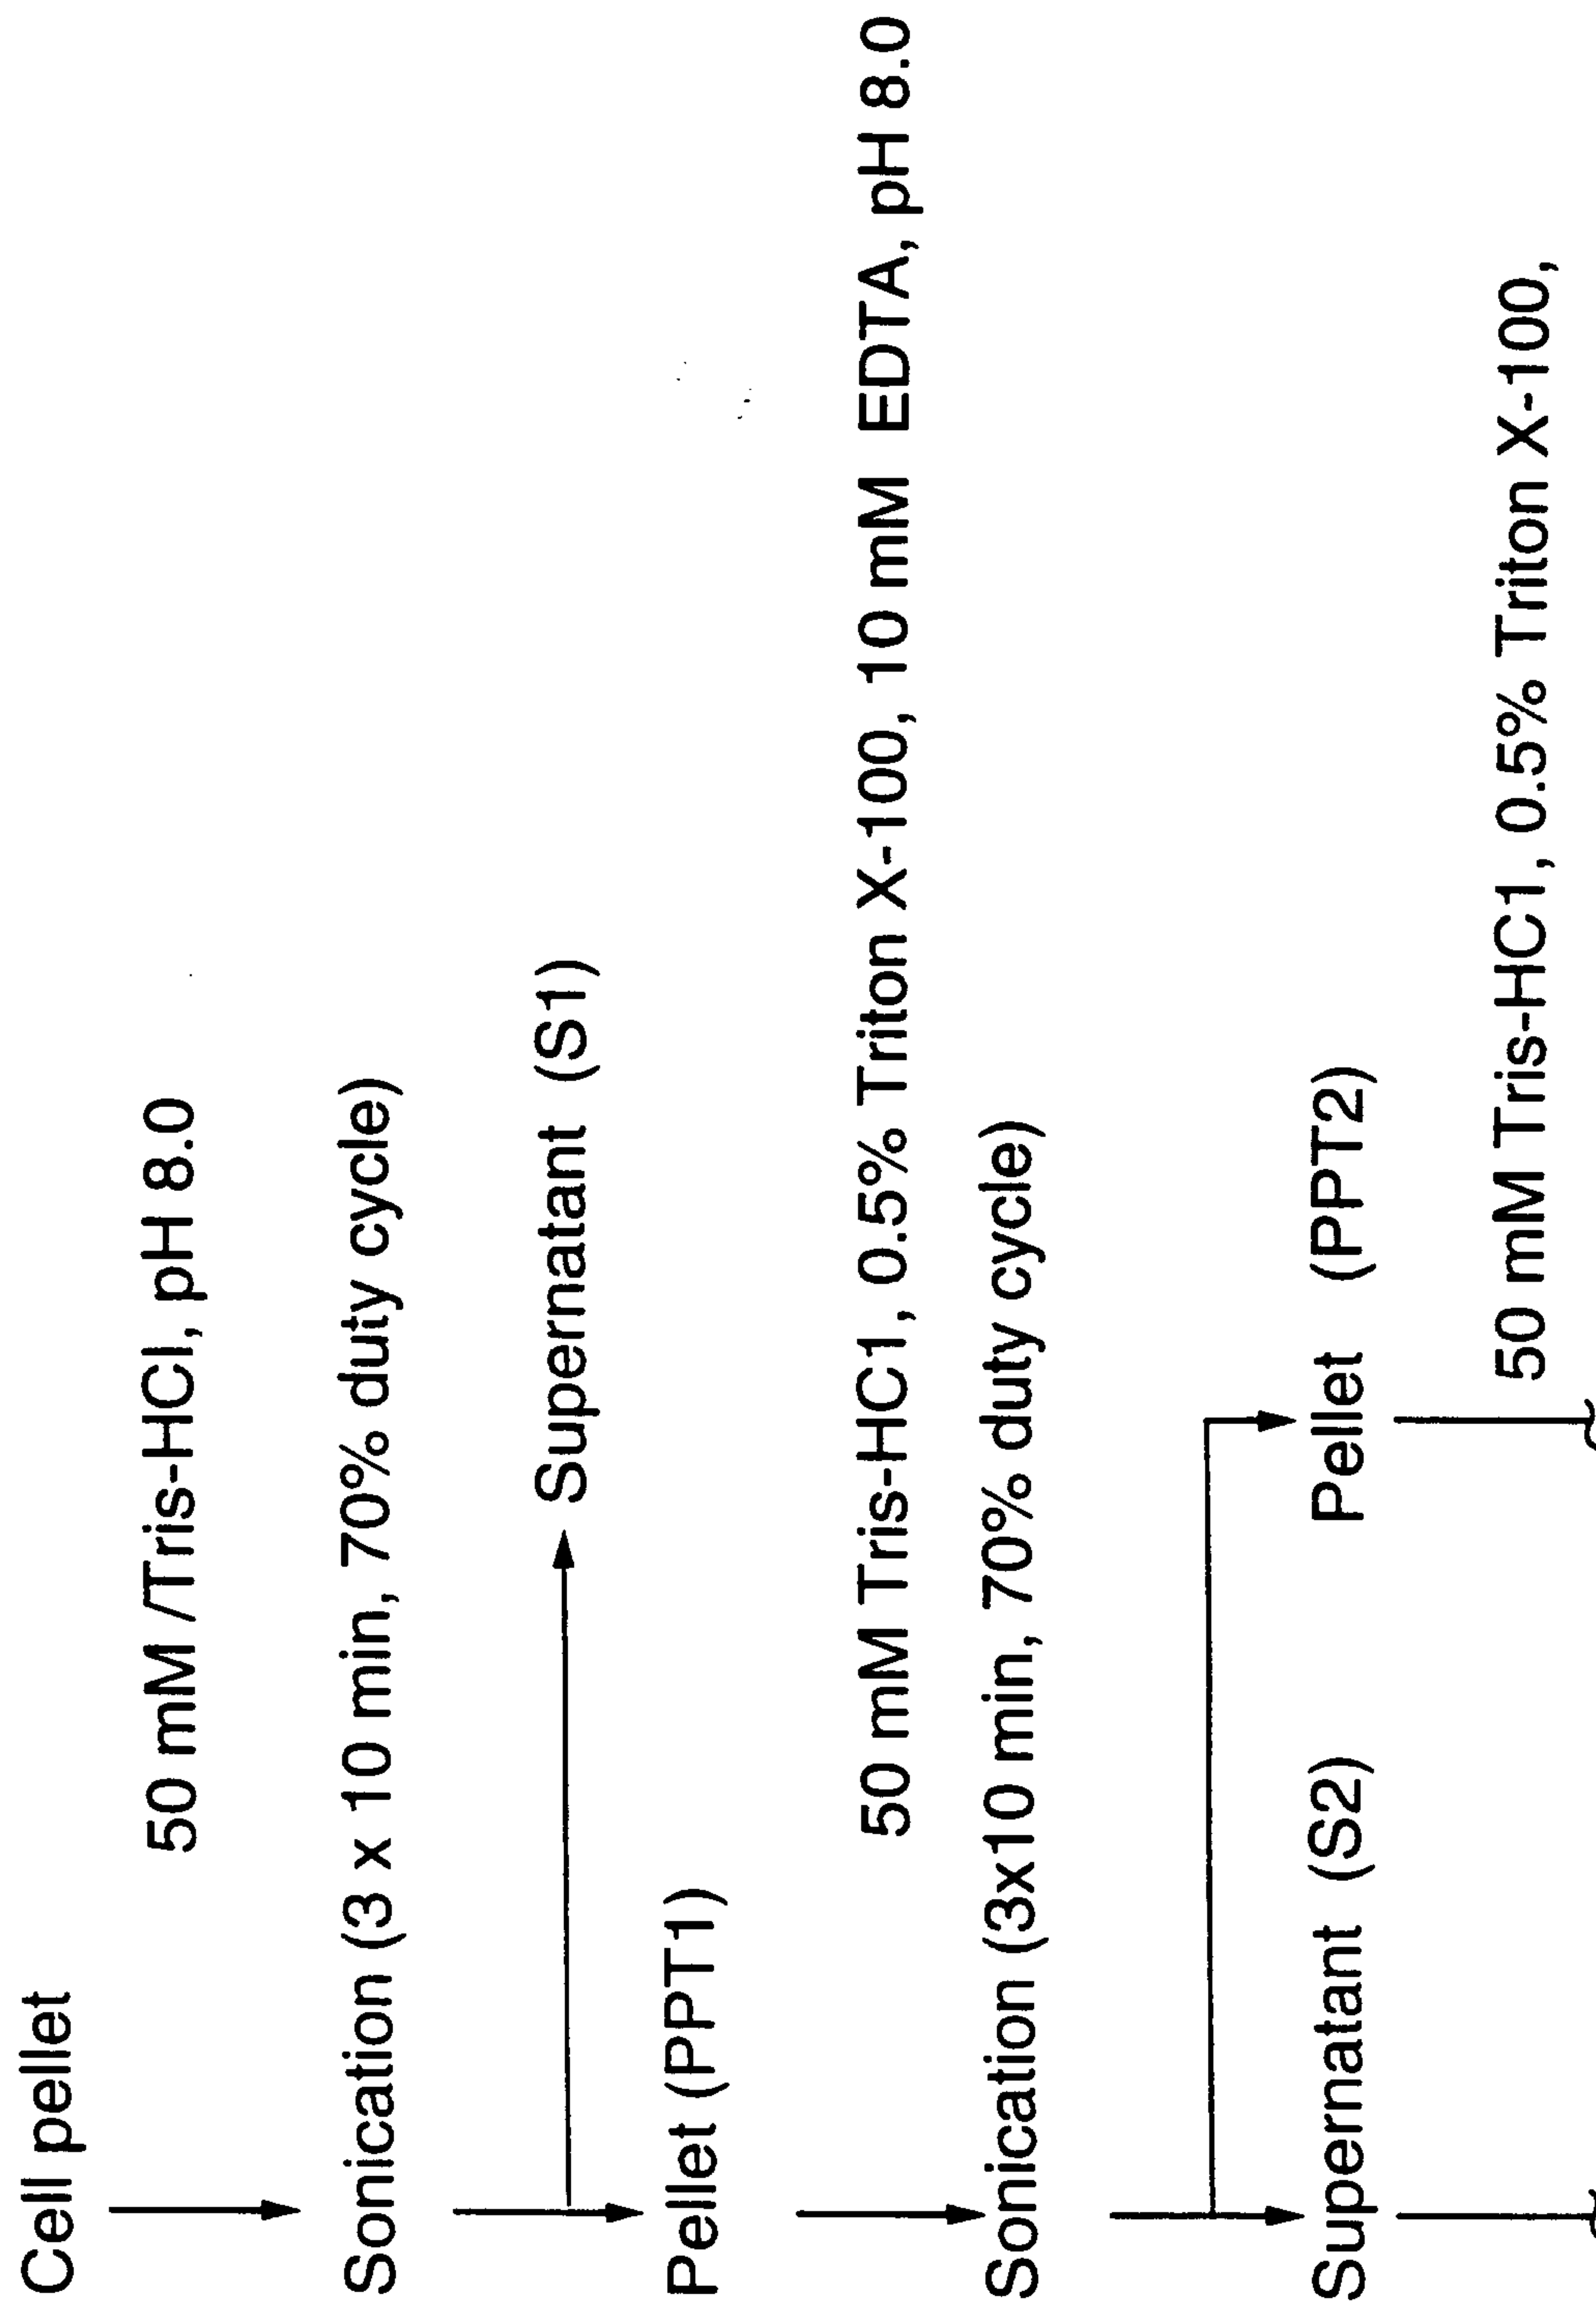 Cell pellet
50 mM /Tris-HCl, pH 8.0
Sonication (3 x 10 min, 70% duty cycle)
Supernatant (S1)
Pellet (PPT1)
50 mM Tris-HC1, 0.5% Triton X-100, 10 mM EDTA, pH 8.0
Sonication (3x10 min, 70% duty cycle)
Supernatant (S2) Pellet (PPT2)
50 mM Tris-HC1, 0.5% Triton X-100,